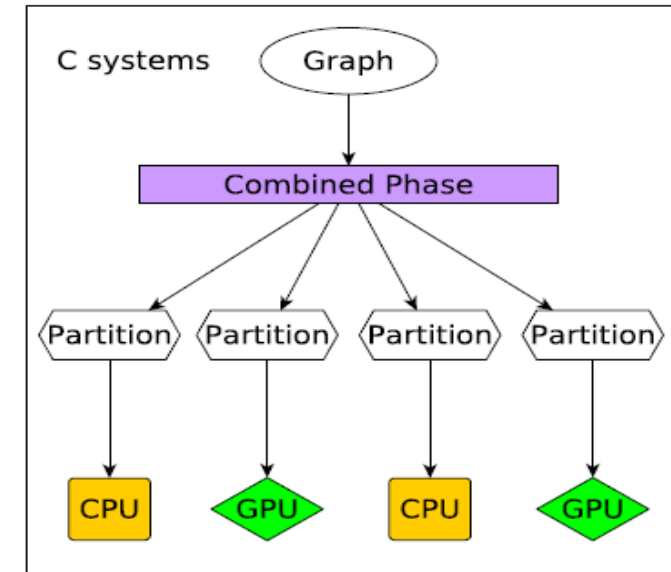 C systems
Graph
Combined Phase
Partition Partition Partition Partition
CPU GPU CPU GPU